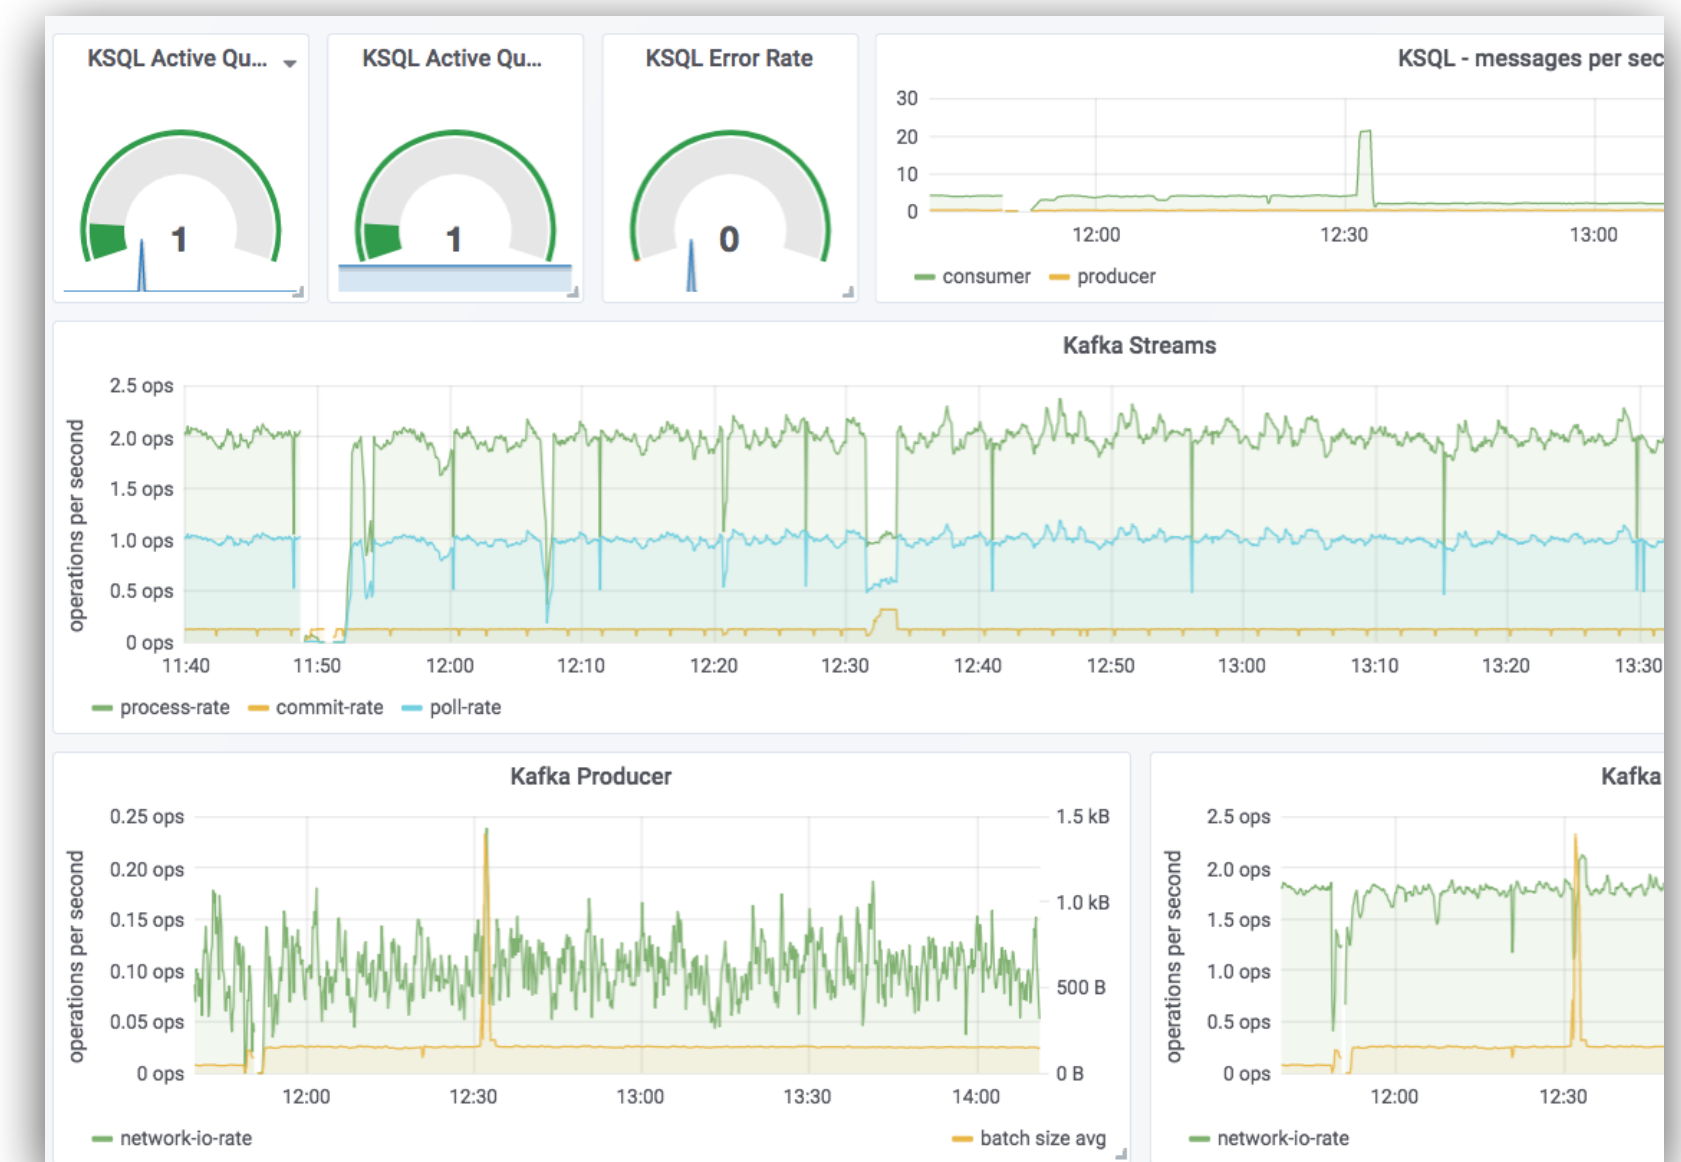 KSQL Active Qu...
KSQL Active Qu...
KSQL Error Rate
KSQL - messages per sec
1
1
0
30
20
10
0
12:00
12:30
13:00
consumer
producer
Kafka Streams
operations per second
2.5 ops
2.0 ops
1.5 ops
1.0 ops
0.5 ops
0 ops
11:40
11:50
12:00
12:10
12:20
12:30
12:40
12:50
13:00
13:10
13:20
13:30
process-rate
commit-rate
poll-rate
Kafka Producer
operations per second
0.25 ops
0.20 ops
0.15 ops
0.10 ops
0.05 ops
0 ops
1.5 kB
1.0 kB
500 B
0 B
12:00
12:30
13:00
13:30
14:00
network-io-rate
batch size avg
Kafka
operations per second
2.5 ops
2.0 ops
1.5 ops
1.0 ops
0.5 ops
0 ops
12:00
12:30
network-io-rate